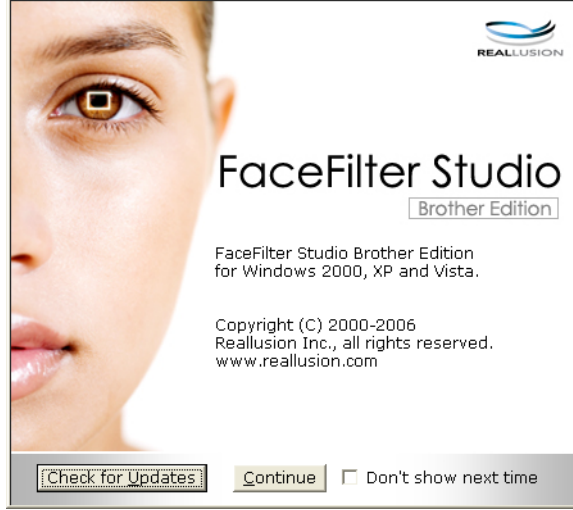 REALLUSION
FaceFilter Studio
Brother Edition
FaceFilter Studio Brother Edition
for Windows 2000, XP and Vista.
Copyright (C) 2000-2006
Reallusion Inc., all rights reserved.
www.reallusion.com
Check for Updates Continue Don't show next time